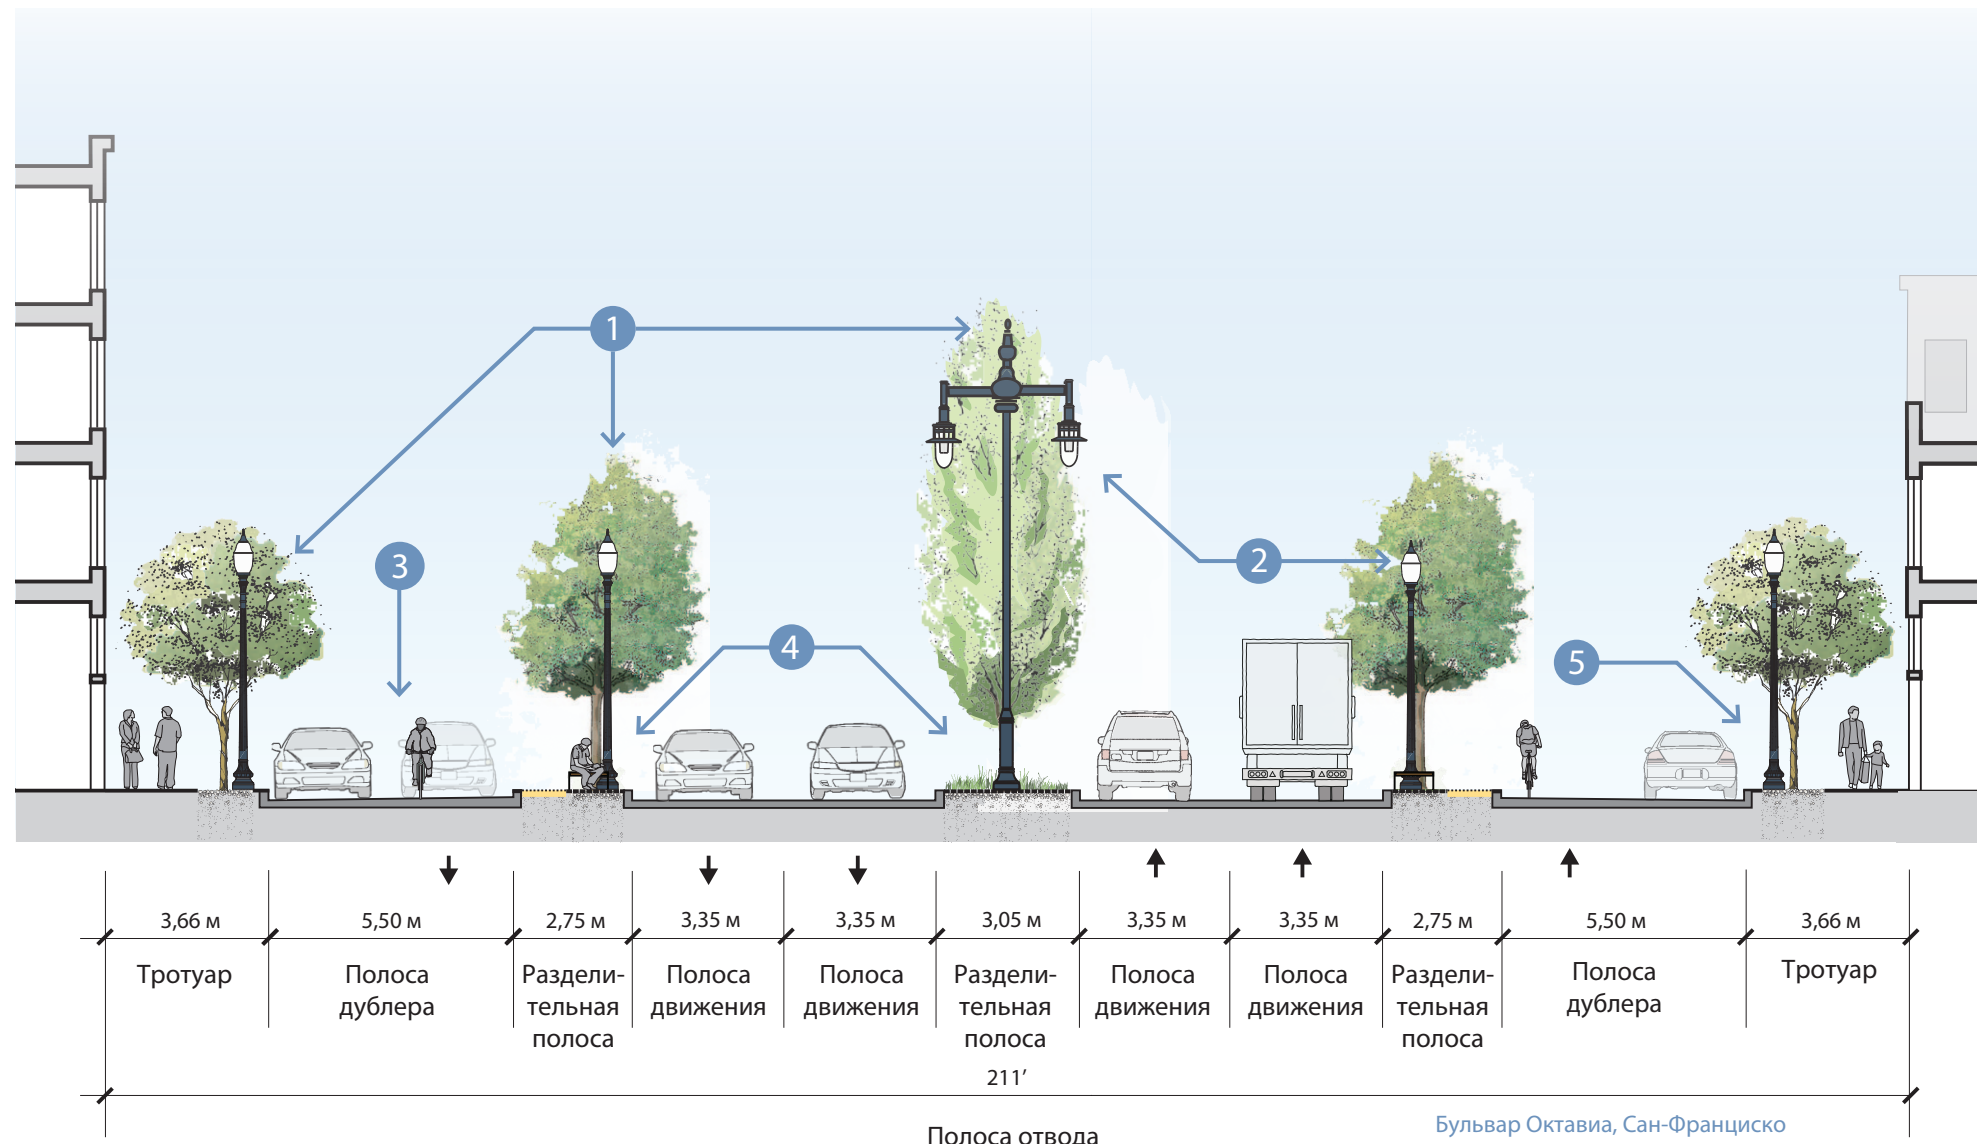 1
2
3
4
5
3,66 м
5,50 м
2,75 м
3,35 м
3,35 м
3,05 м
3,35 м
3,35 м
2,75 м
5,50 м
3,66 м
Тротуар
Полоса
дублера
Раздели-
тельная
полоса
Полоса
движения
Полоса
движения
Раздели-
тельная
полоса
Полоса
движения
Полоса
движения
Раздели-
тельная
полоса
Полоса
дублера
Тротуар
211′
Полоса отвода
Бульвар Октавиа, Сан-Франциско